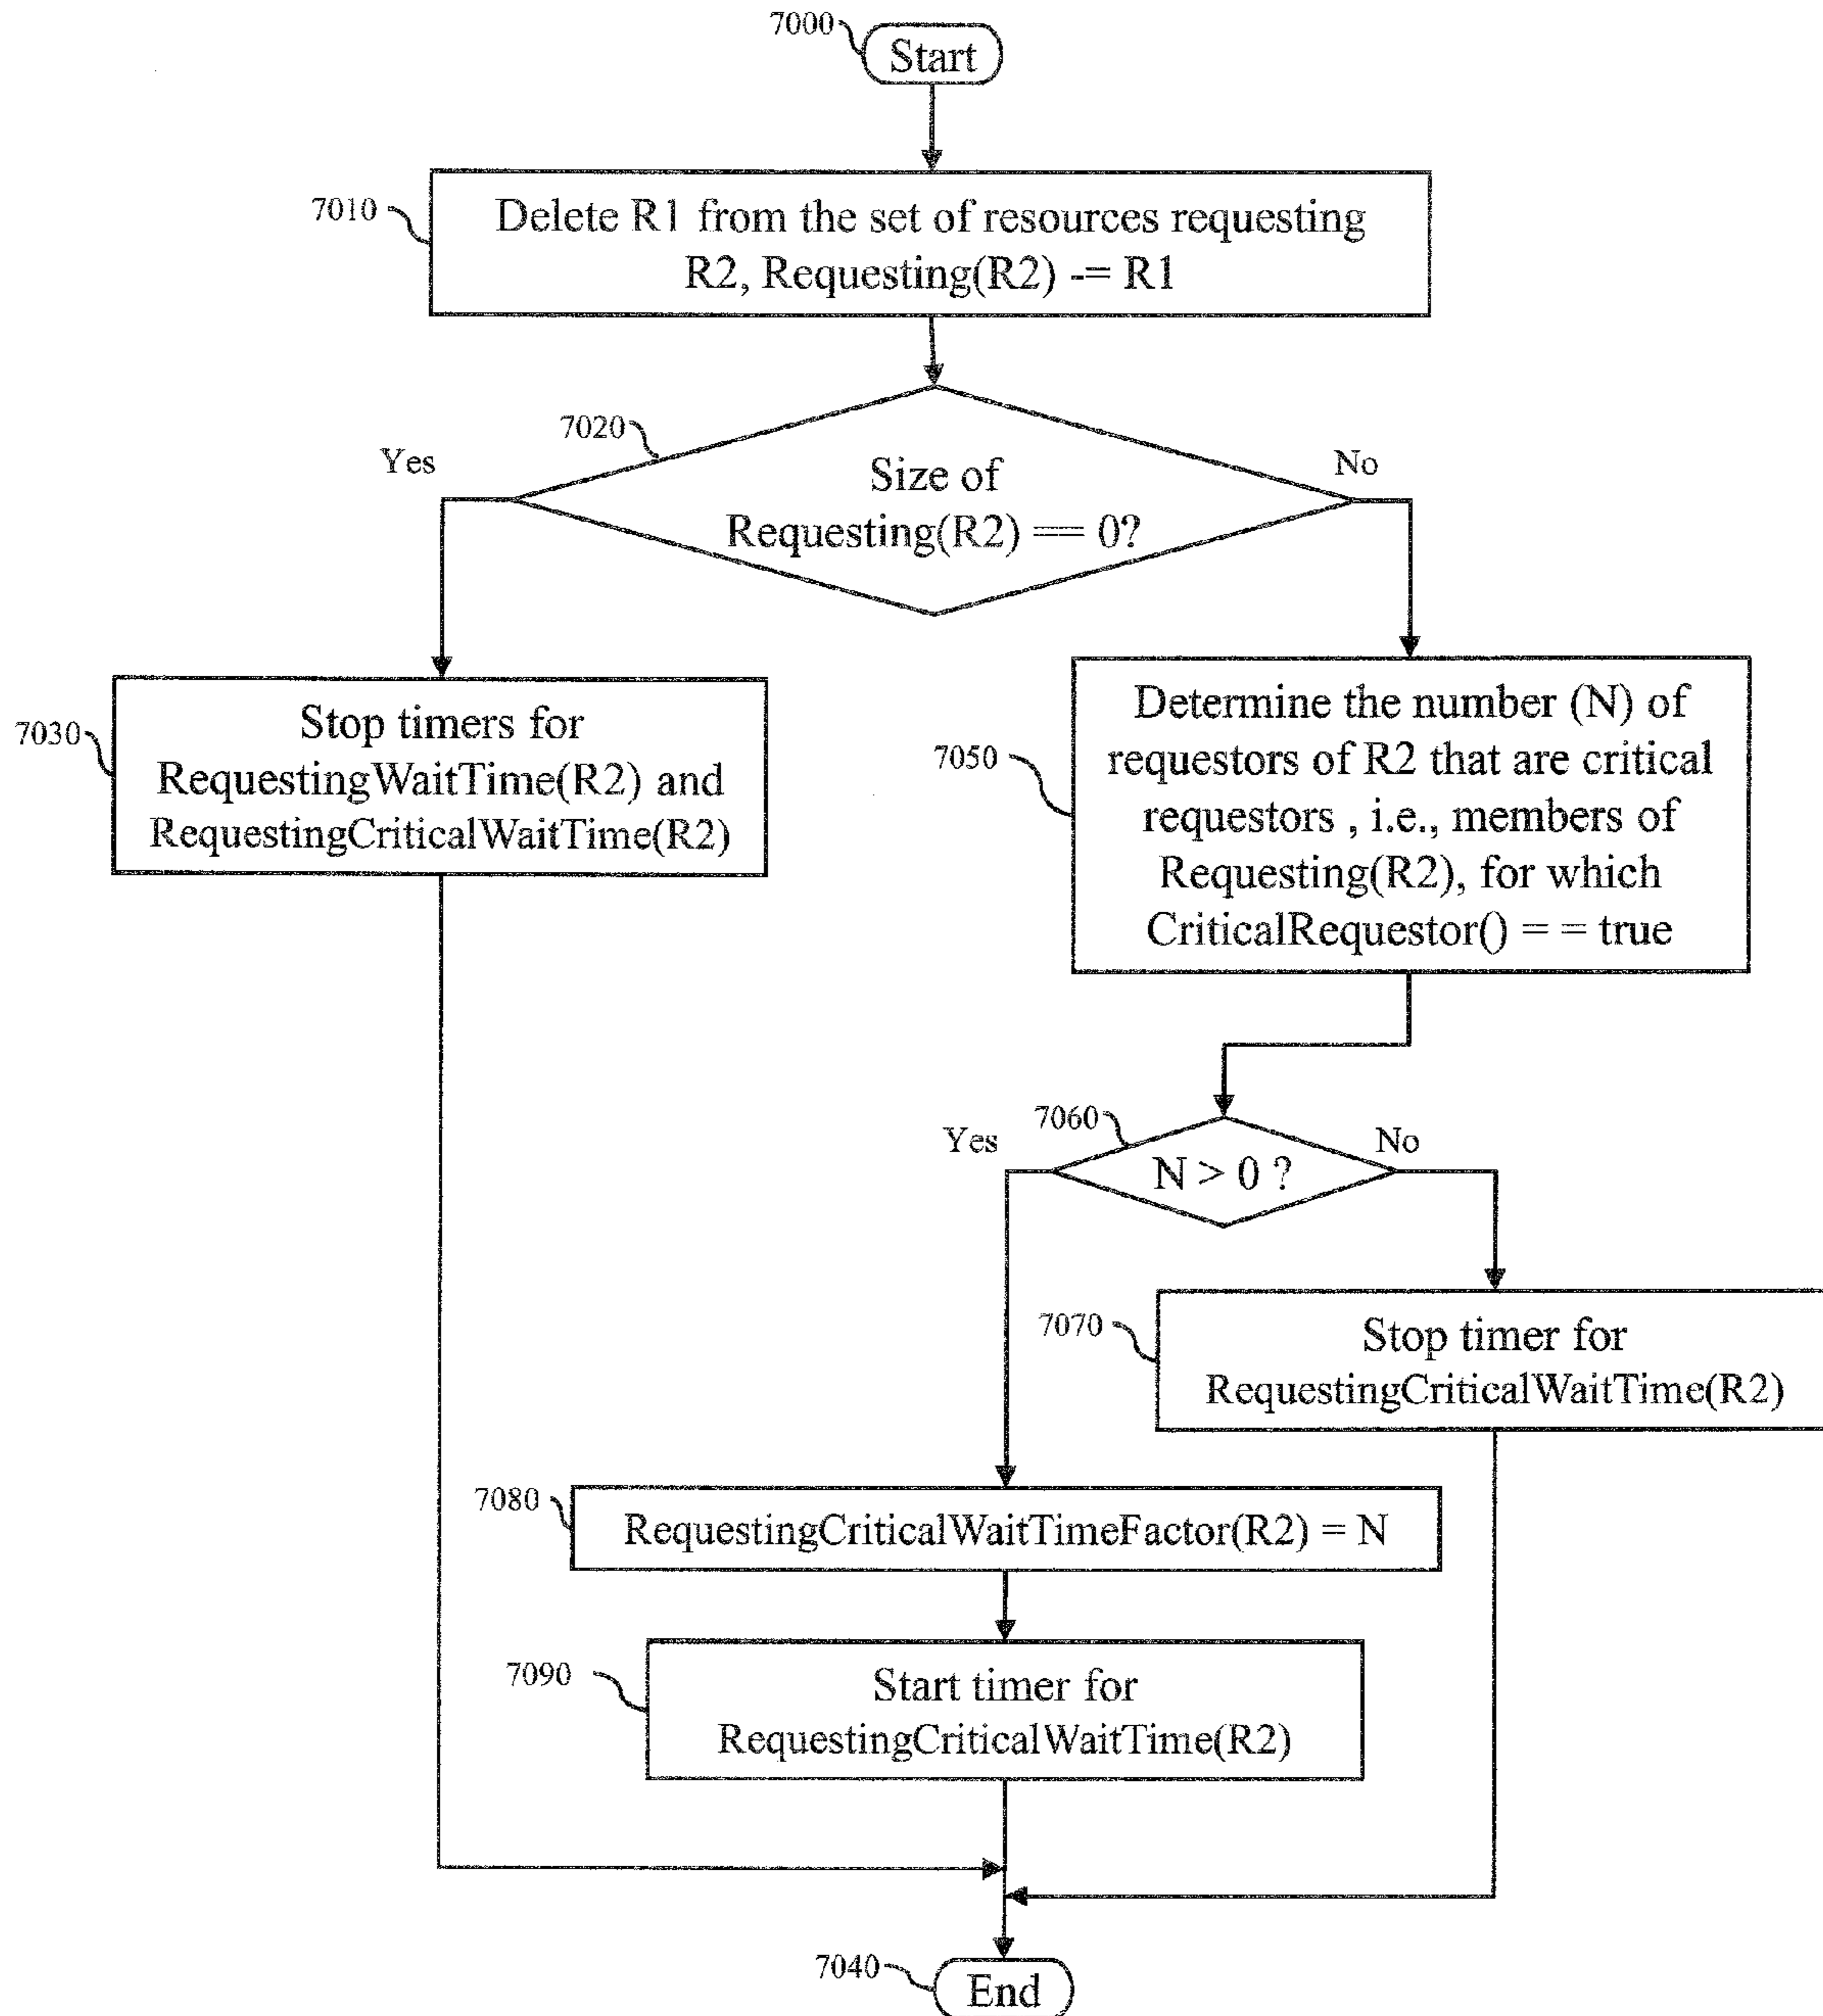 7000
Start
7010
Delete R1 from the set of resources requesting
R2, Requesting(R2) -= R1
7020
Yes
No
Size of
Requesting(R2) == 0?
7030
Stop timers for
RequestingWaitTime(R2) and
RequestingCriticalWaitTime(R2)
7050
Determine the number (N) of
requestors of R2 that are critical
requestors , i.e., members of
Requesting(R2), for which
CriticalRequestor() = = true
7060
Yes
No
N > 0 ?
7070
Stop timer for
RequestingCriticalWaitTime(R2)
7080
RequestingCriticalWaitTimeFactor(R2) = N
7090
Start timer for
RequestingCriticalWaitTime(R2)
7040
End